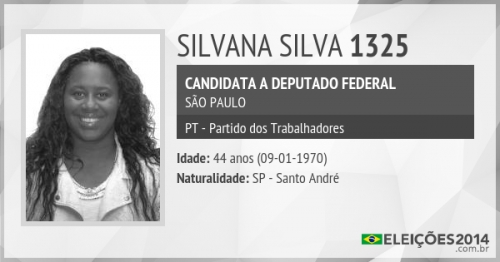 SILVANA SILVA 1325
CANDIDATA A DEPUTADO FEDERAL
SÃO PAULO
PT - Partido dos Trabalhadores
Idade: 44 anos (09-01-1970)
Naturalidade: SP - Santo André
ELEIÇÕES2014
.com.br